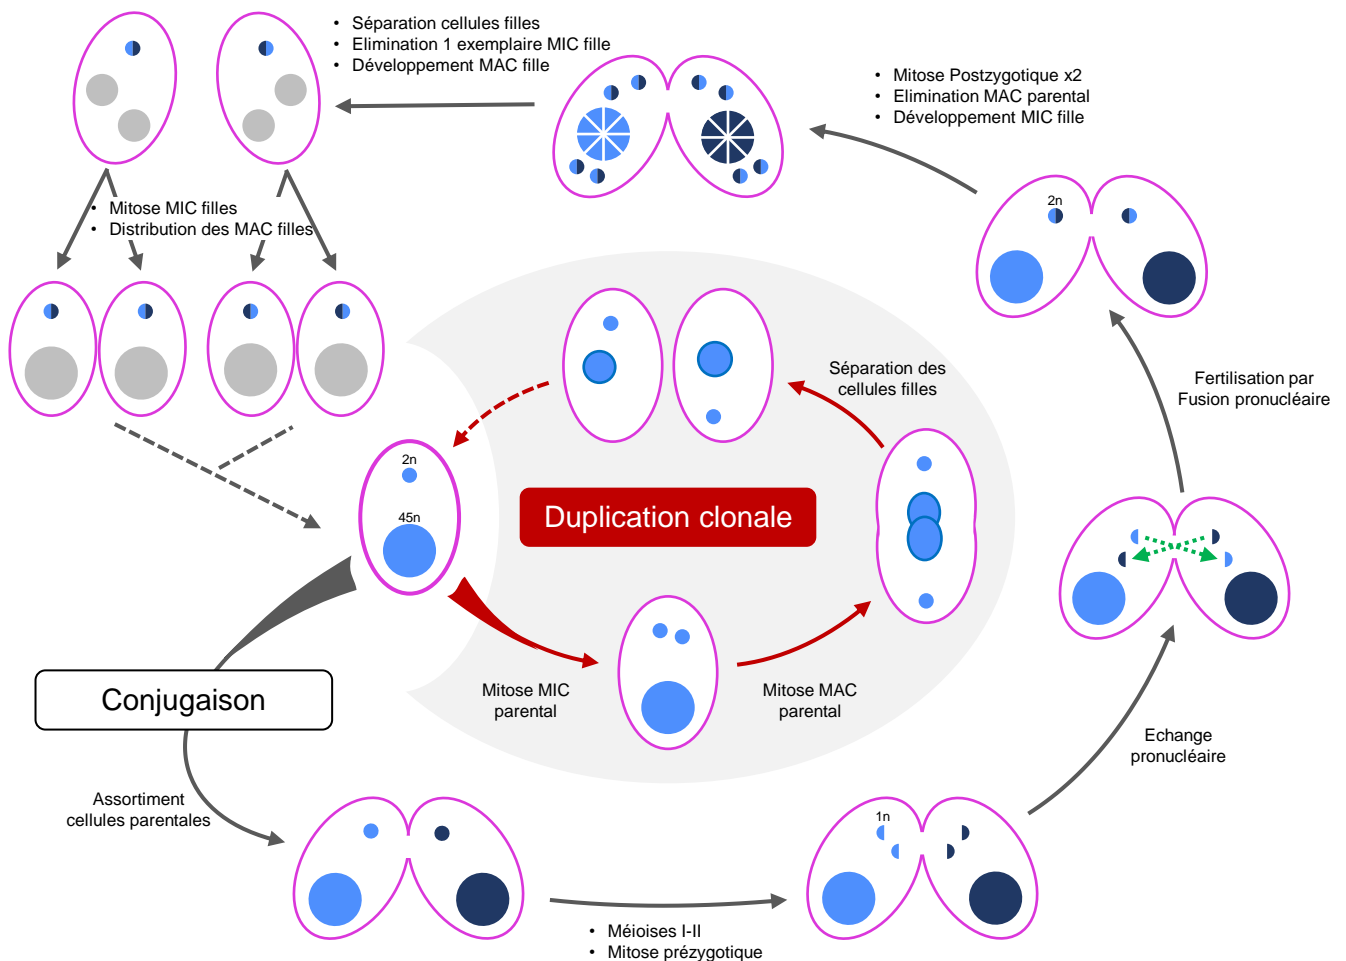 • Séparation cellules filles
• Elimination 1 exemplaire MIC fille
• Développement MAC fille
• Mitose Postzygotique x2
• Elimination MAC parental
• Développement MIC fille
• Mitose MIC filles
• Distribution des MAC filles
2n
Séparation des
cellules filles
Fertilisation par
Fusion pronucléaire
2n
45n
Duplication clonale
Mitose MIC
parental
Mitose MAC
parental
Conjugaison
Echange
pronucléaire
Assortiment
cellules parentales
1n
• Méioises I-II
• Mitose prézygotique